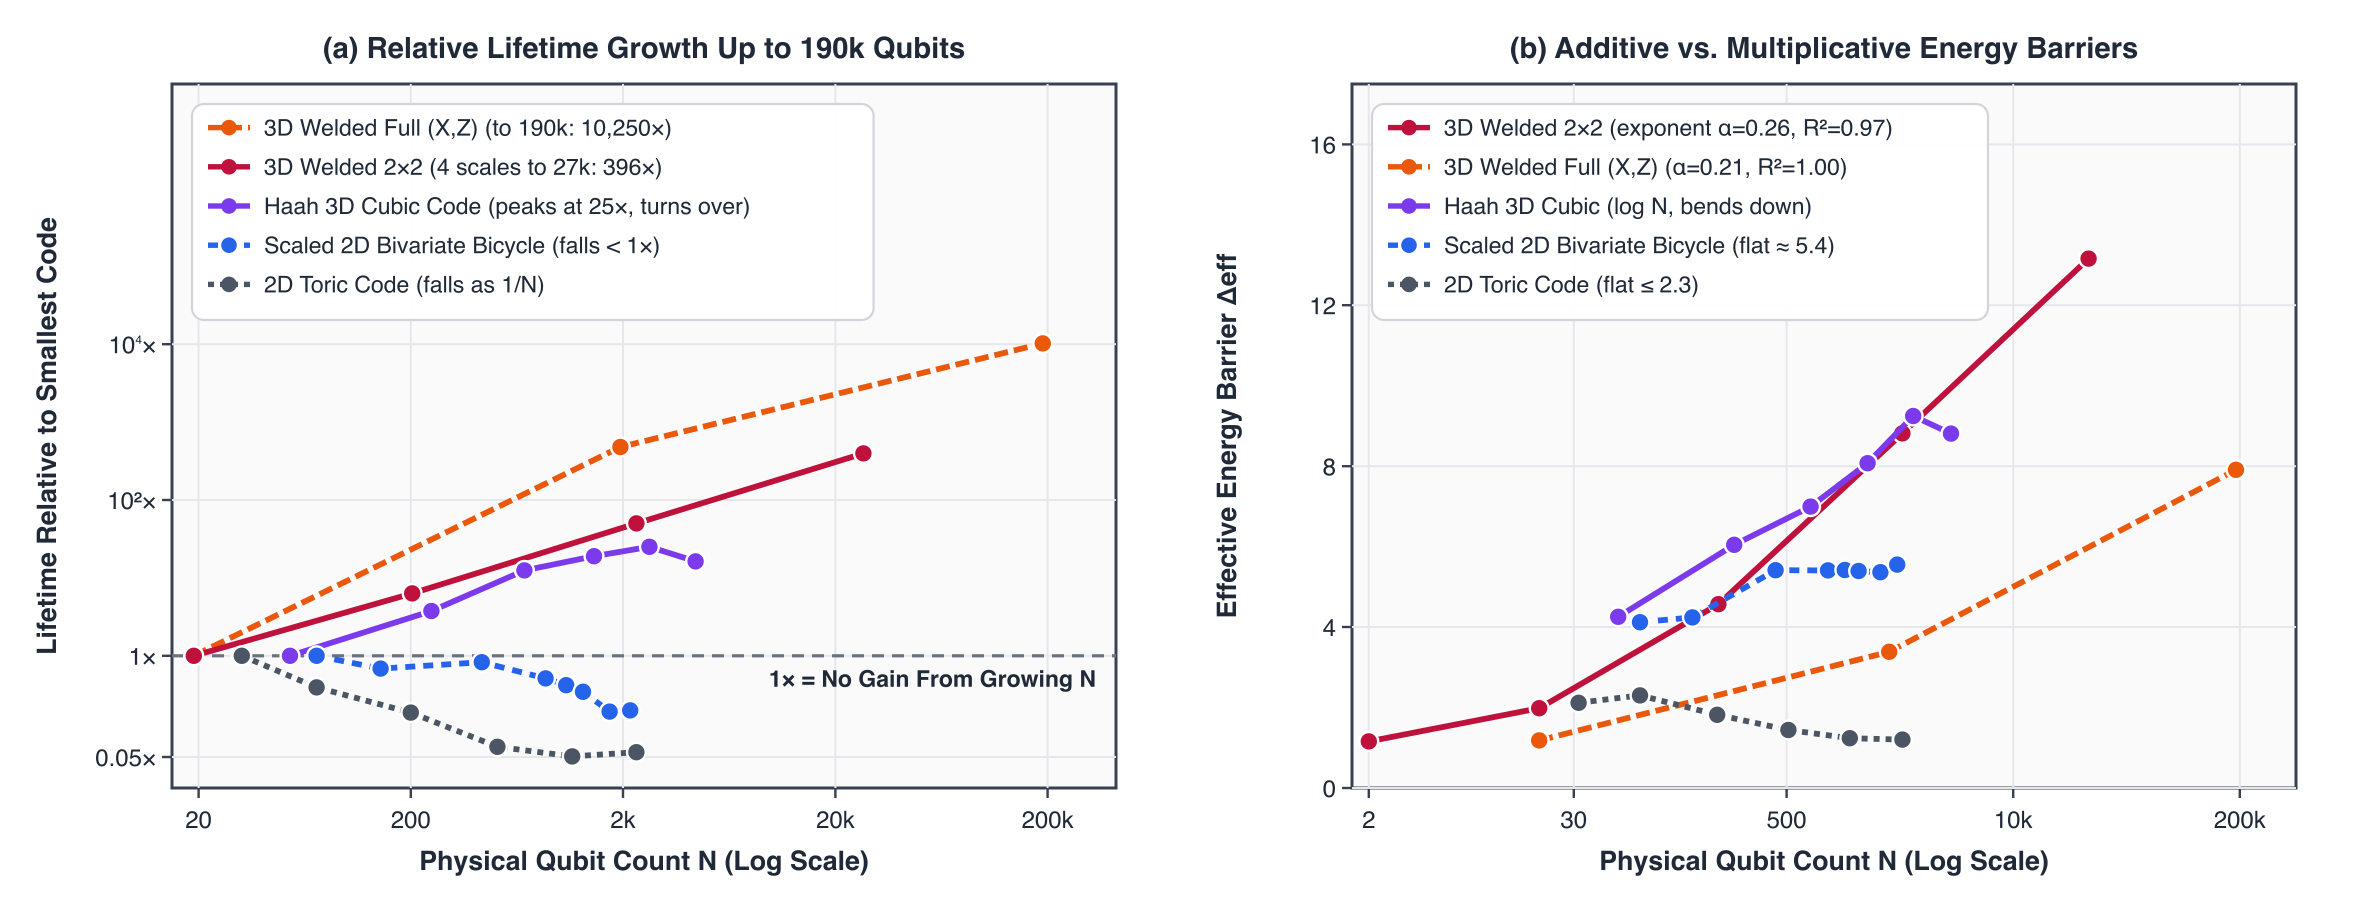 (a) Relative Lifetime Growth Up to 190k Qubits
3D Welded Full (X,Z) (to 190k: 10,250×)
3D Welded 2×2 (4 scales to 27k: 396×)
Haah 3D Cubic Code (peaks at 25×, turns over)
Scaled 2D Bivariate Bicycle (falls < 1×)
2D Toric Code (falls as 1/N)
Lifetime Relative to Smallest Code
10⁴×
10²×
1×
0.05×
1× = No Gain From Growing N
20
200
2k
20k
200k
Physical Qubit Count N (Log Scale)
(b) Additive vs. Multiplicative Energy Barriers
3D Welded 2×2 (exponent α=0.26, R²=0.97)
3D Welded Full (X,Z) (α=0.21, R²=1.00)
Haah 3D Cubic (log N, bends down)
Scaled 2D Bivariate Bicycle (flat ≈ 5.4)
2D Toric Code (flat ≤ 2.3)
Effective Energy Barrier Δeff
16
12
8
4
0
2
30
500
10k
200k
Physical Qubit Count N (Log Scale)